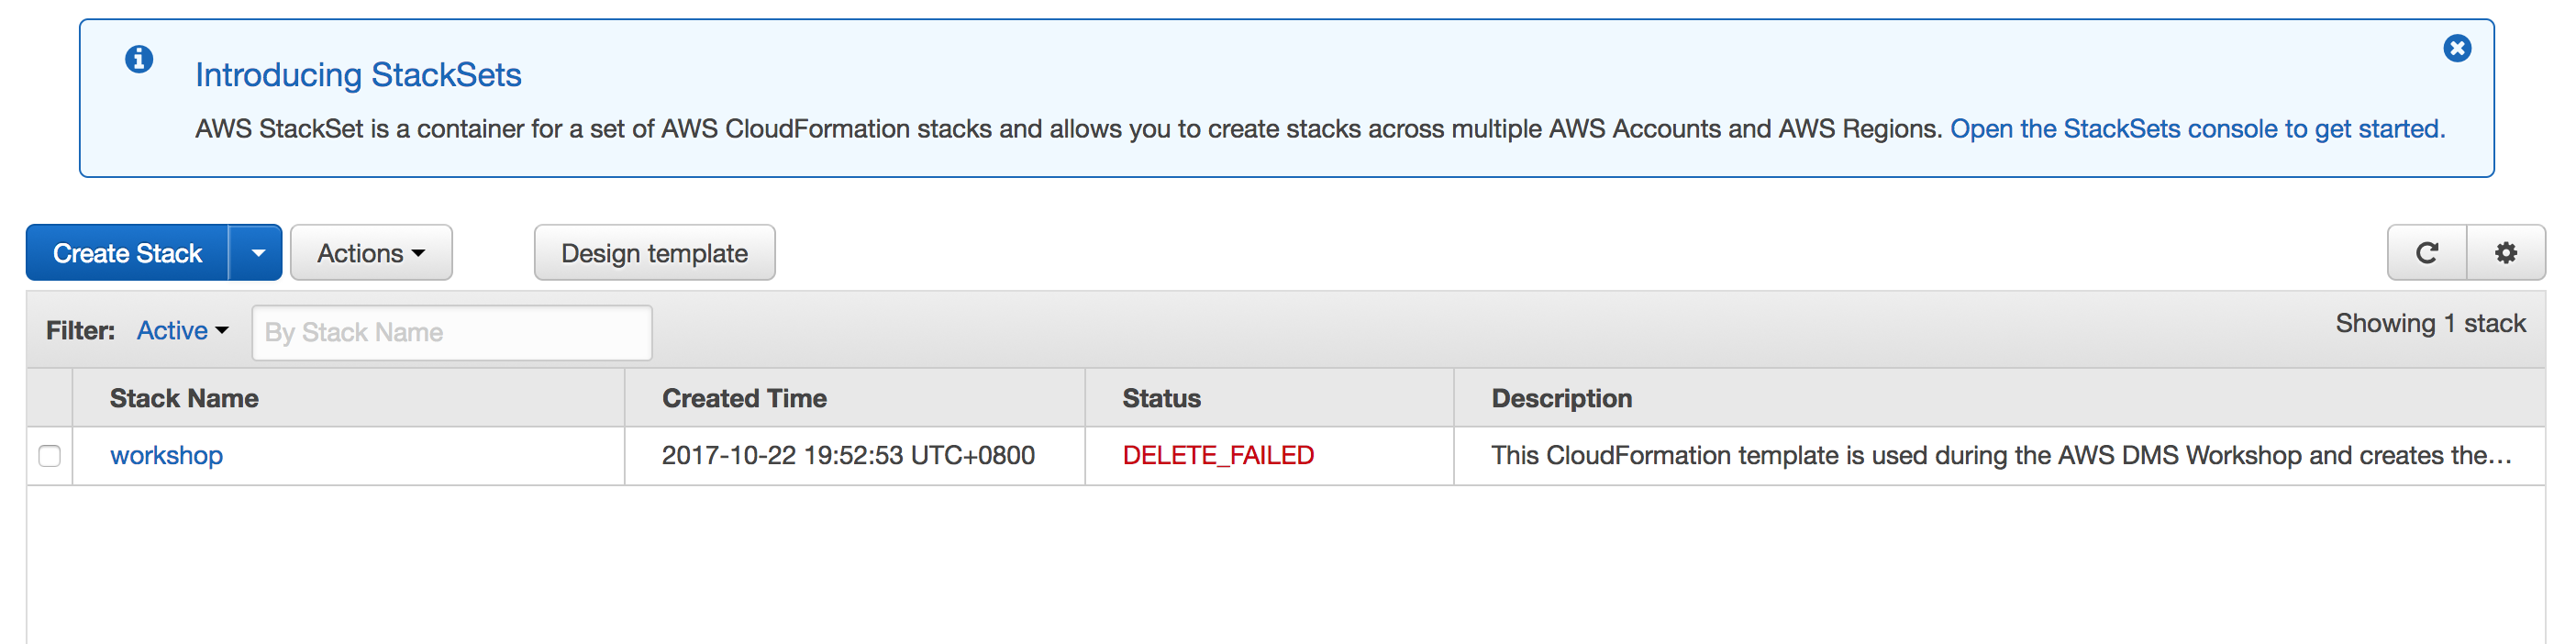 Introducing StackSets
AWS StackSet is a container for a set of AWS CloudFormation stacks and allows you to create stacks across multiple AWS Accounts and AWS Regions. Open the StackSets console to get started.
Create Stack Actions Design template
Filter: Active By Stack Name Showing 1 stack
Stack Name Created Time Status Description
workshop 2017-10-22 19:52:53 UTC+0800 DELETE_FAILED This CloudFormation template is used during the AWS DMS Workshop and creates the...